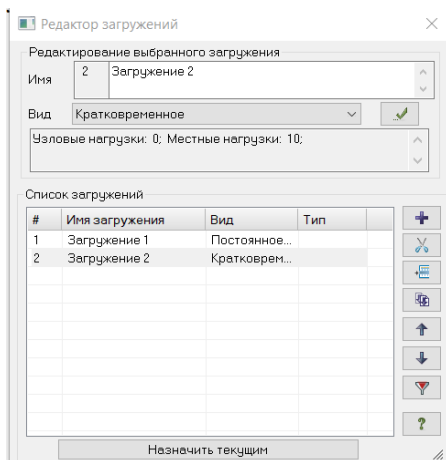 Редактор загружений
Редактирование выбранного загружения
Имя 2 Загружение 2
Вид Кратковременное
Узловые нагрузки: 0; Местные нагрузки: 10;
Список загружений
# Имя загружения Вид Тип
1 Загружение 1 Постоянное...
2 Загружение 2 Кратковрем...
?
Назначить текущим